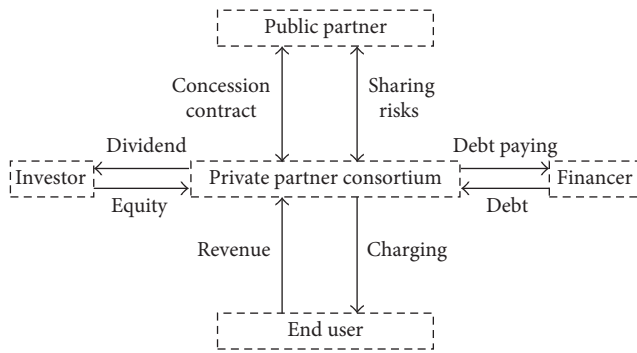 Public partner
Concession
contract
Sharing
risks
Dividend
Debt paying
Investor
Private partner consortium
Financer
Equity
Debt
Revenue
Charging
End user